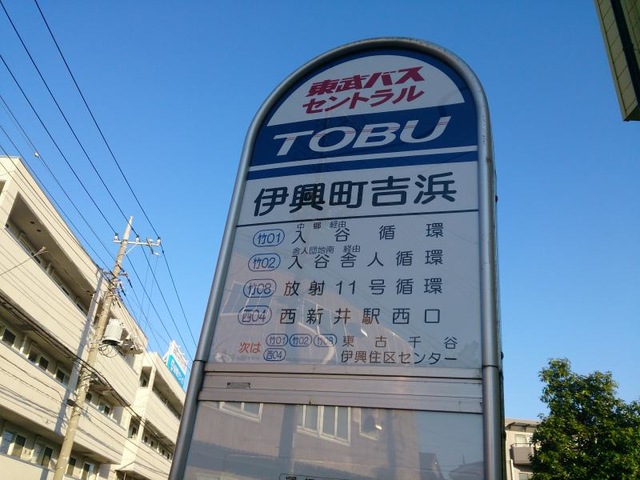 東武バス
セントラル
TOBU
伊興町吉浜
中郷 経由
竹01 入谷循環
舎人団地南 経由
竹02 入谷舎人循環
竹08 放射11号循環
西04 西新井駅西口
次は 竹01 竹02 竹08 東古千谷
西04 伊興住区センター